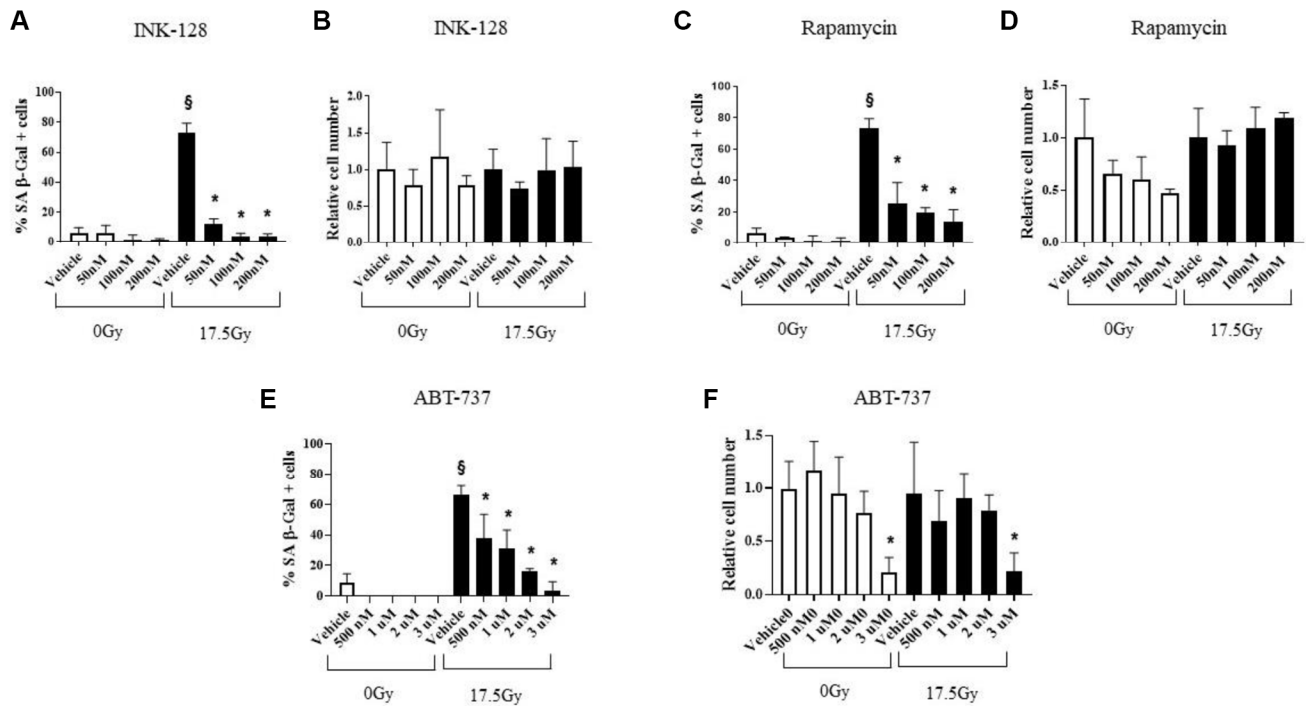 A
INK-128
% SA β-Gal + cells
100
80
60
40
20
0
§
*
*
*
Vehicle
50nM
100nM
200nM
Vehicle
50nM
100nM
200nM
0Gy
17.5Gy
B
INK-128
Relative cell number
2.0
1.5
1.0
0.5
0.0
Vehicle
50nM
100nM
200nM
Vehicle
50nM
100nM
200nM
0Gy
17.5Gy
C
Rapamycin
% SA β-Gal + cells
100
80
60
40
20
0
§
*
*
*
Vehicle
50nM
100nM
200nM
Vehicle
50nM
100nM
200nM
0Gy
17.5Gy
D
Rapamycin
Relative cell number
1.5
1.0
0.5
0.0
Vehicle
50nM
100nM
200nM
Vehicle
50nM
100nM
200nM
0Gy
17.5Gy
E
ABT-737
% SA β-Gal + cells
100
80
60
40
20
0
§
*
*
*
*
Vehicle
500 nM
1 uM
2 uM
3 uM
Vehicle
500 nM
1 uM
2 uM
3 uM
0Gy
17.5Gy
F
ABT-737
Relative cell number
1.5
1.0
0.5
0.0
*
*
Vehicle0
500 nM0
1 uM0
2 uM0
3 uM0
Vehicle
500 nM
1 uM
2 uM
3 uM
0Gy
17.5Gy